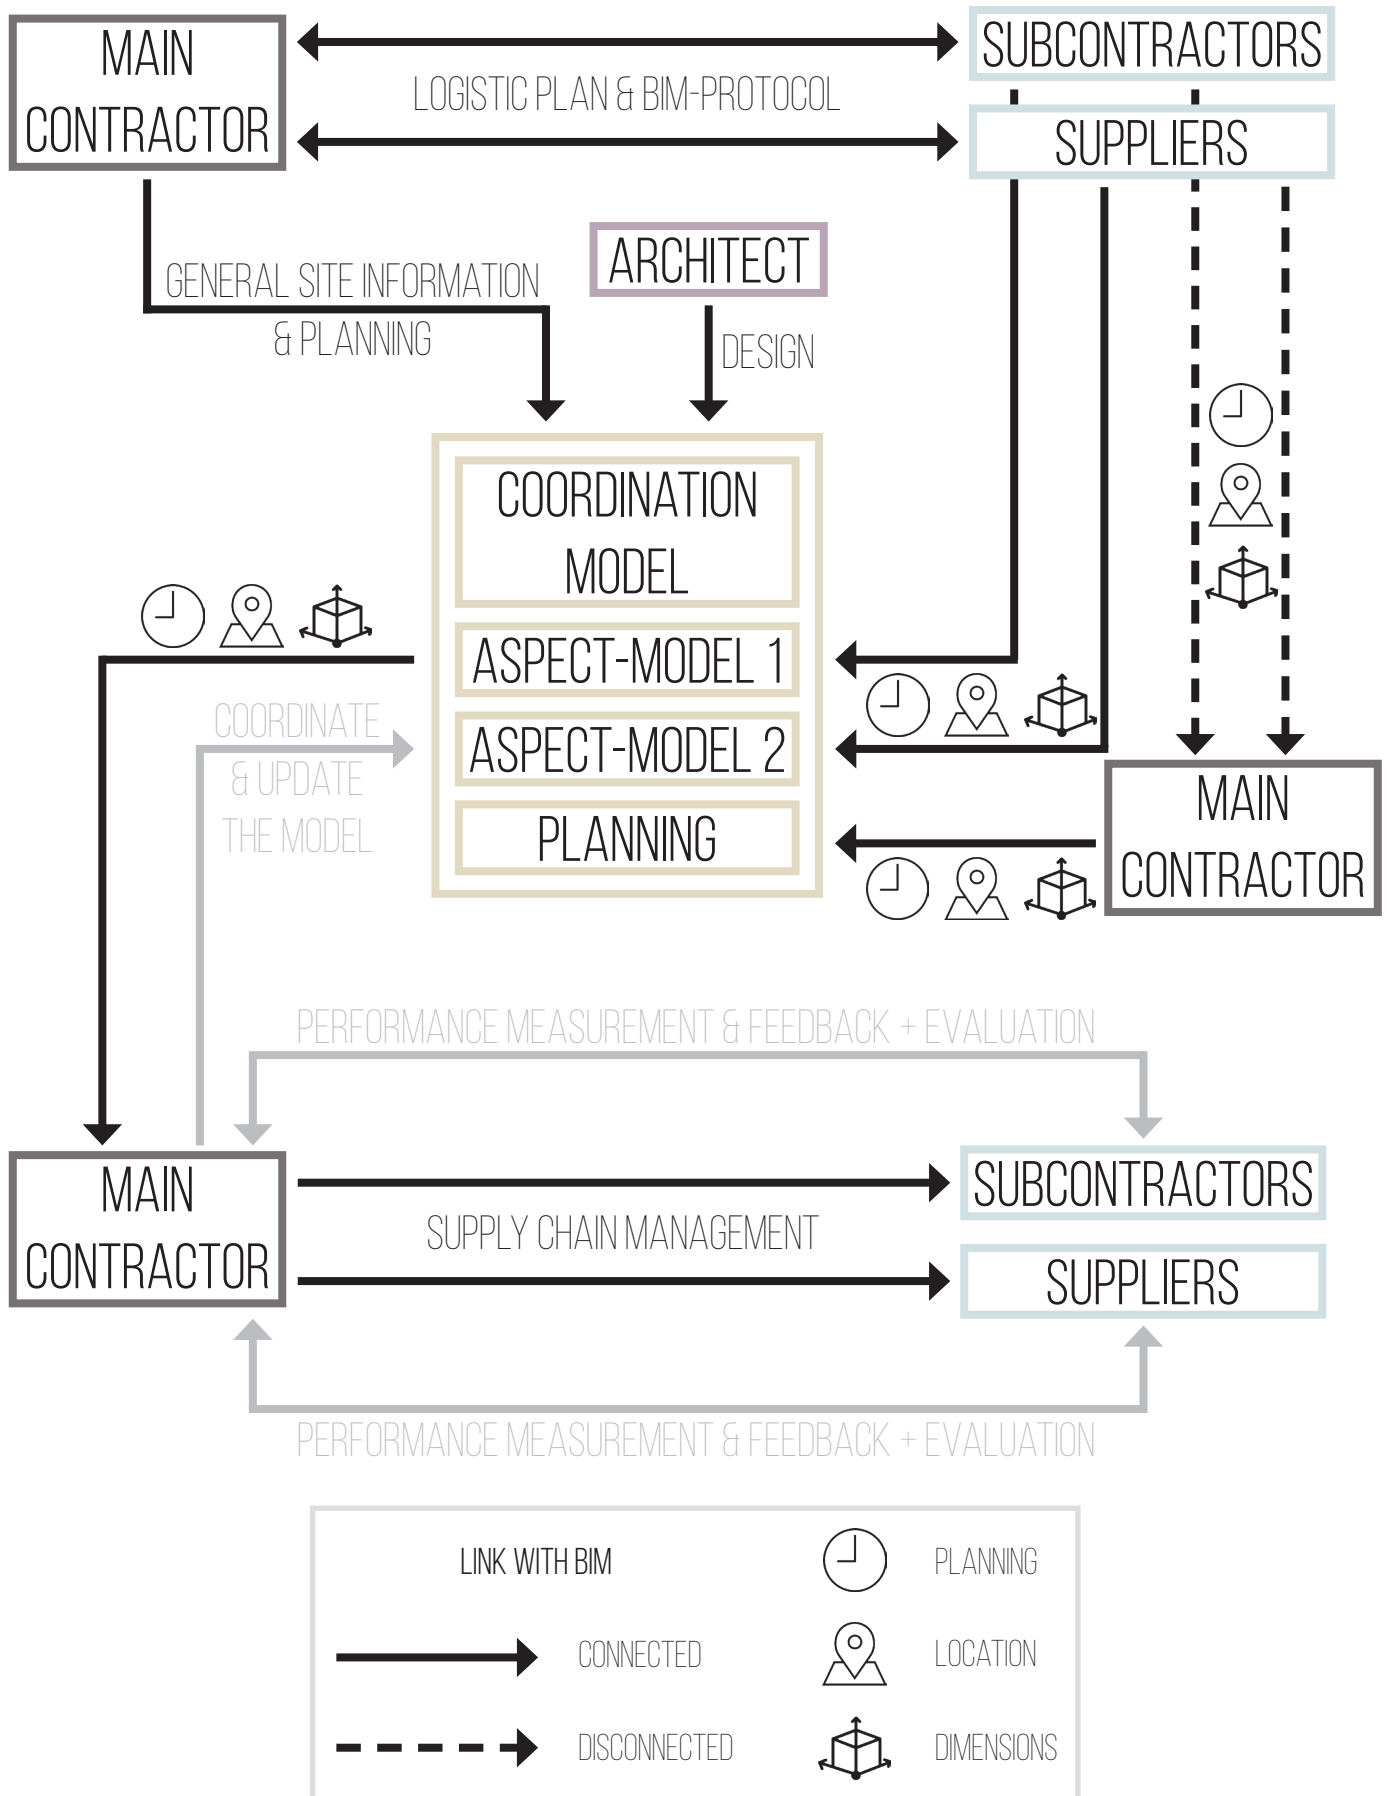 MAIN
CONTRACTOR
SUBCONTRACTORS
LOGISTIC PLAN & BIM-PROTOCOL
SUPPLIERS
ARCHITECT
GENERAL SITE INFORMATION
& PLANNING
DESIGN
COORDINATION
MODEL
ASPECT-MODEL 1
ASPECT-MODEL 2
PLANNING
COORDINATE
& UPDATE
THE MODEL
MAIN
CONTRACTOR
PERFORMANCE MEASUREMENT & FEEDBACK + EVALUATION
MAIN
CONTRACTOR
SUBCONTRACTORS
SUPPLY CHAIN MANAGEMENT
SUPPLIERS
PERFORMANCE MEASUREMENT & FEEDBACK + EVALUATION
LINK WITH BIM
PLANNING
CONNECTED
LOCATION
DISCONNECTED
DIMENSIONS